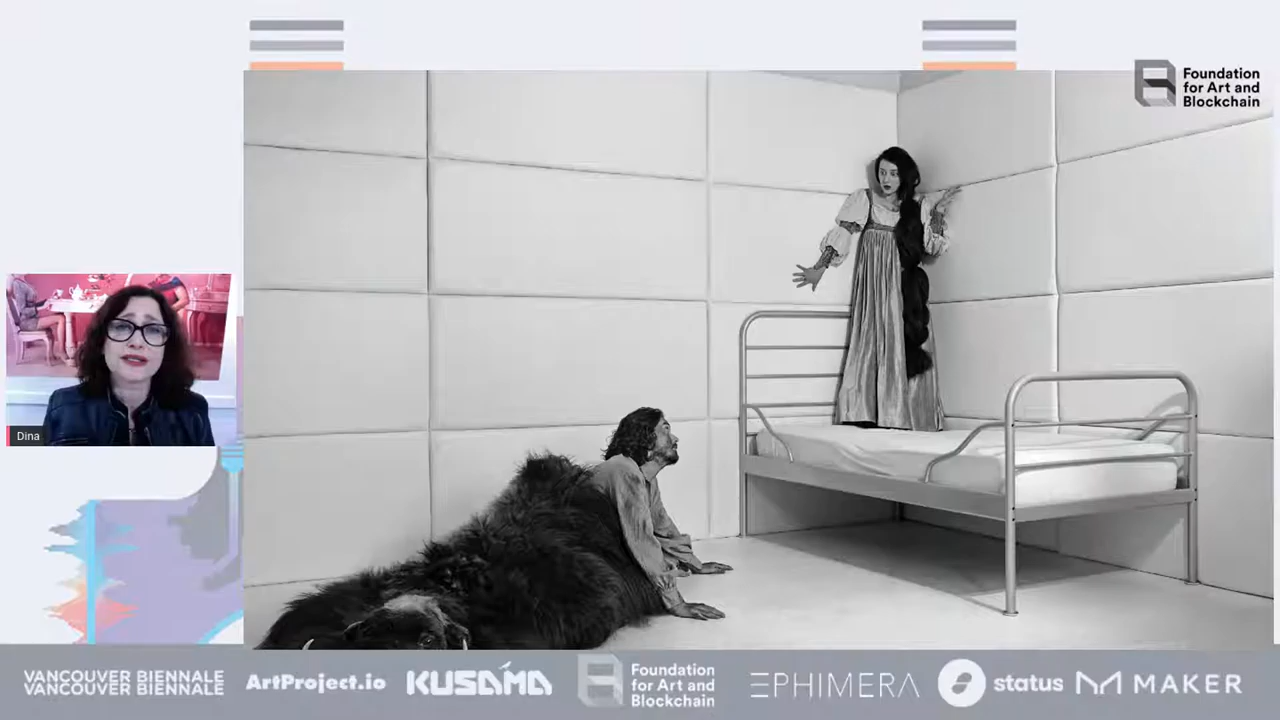 Foundation
for Art and
Blockchain
Dina
VANCOUVER BIENNALE
VANCOUVER BIENNALE
ArtProject.io
KUSAMA
Foundation
for Art and
Blockchain
EPHIMERA
status
MAKER